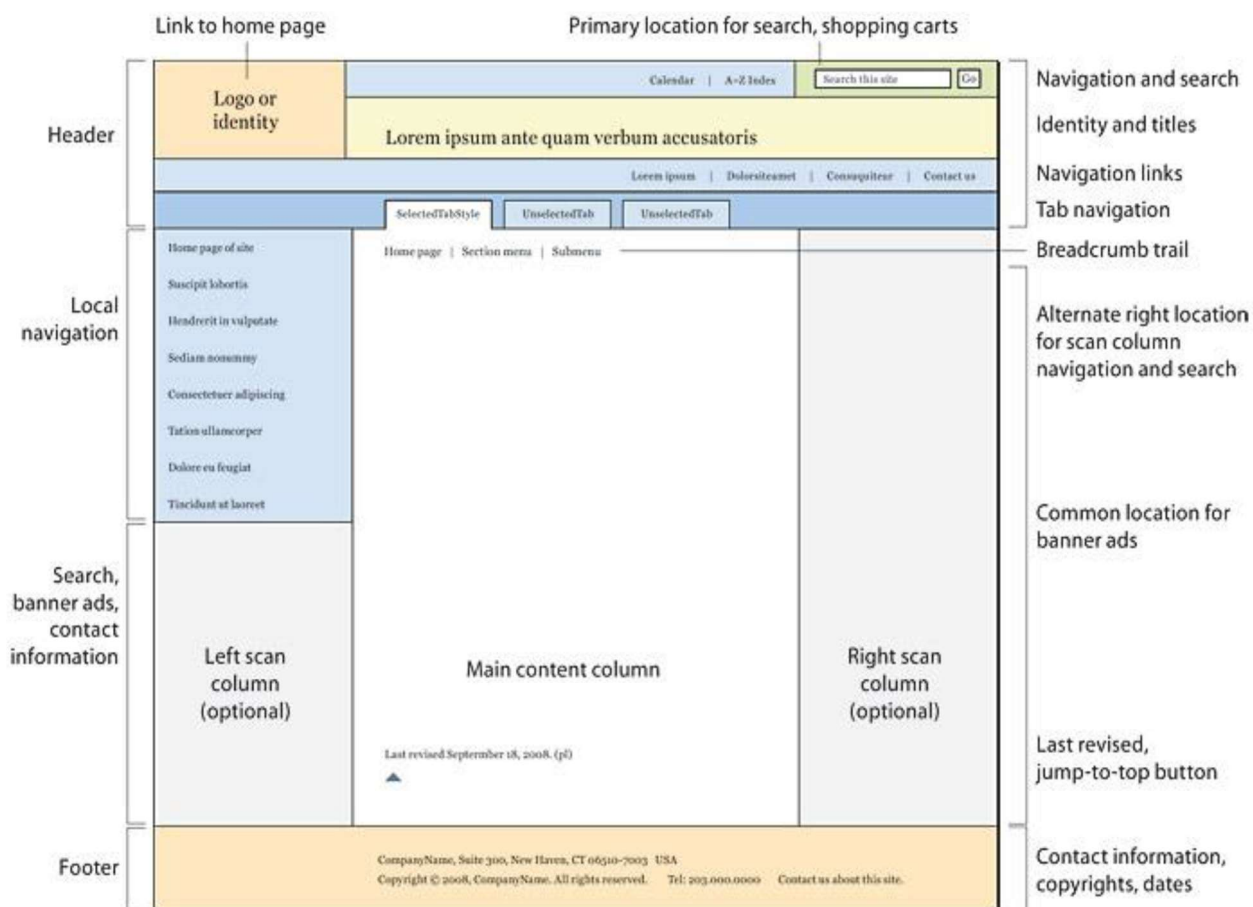 Link to home page
Primary location for search, shopping carts
Header
Logo or
identity
Calendar | A–Z Index
Search this site
Go
Navigation and search
Lorem ipsum ante quam verbum accusatoris
Identity and titles
Lorem ipsum | Dolorsiteamet | Consuquiteur | Contact us
Navigation links
SelectedTabStyle
UnselectedTab
UnselectedTab
Tab navigation
Local
navigation
Home page of site
Suscipit lobortis
Hendrerit in vulputate
Sediam nonummy
Consectetuer adipiscing
Tation ullamcorper
Dolore eu feugiat
Tincidunt ut laoreet
Home page | Section menu | Submenu
Breadcrumb trail
Alternate right location
for scan column
navigation and search
Common location for
banner ads
Search,
banner ads,
contact
information
Left scan
column
(optional)
Main content column
Right scan
column
(optional)
Last revised Septermber 18, 2008. (pl)
Last revised,
jump-to-top button
Footer
CompanyName, Suite 300, New Haven, CT 06510-7003 USA
Copyright © 2008, CompanyName. All rights reserved. Tel: 203.000.0000 Contact us about this site.
Contact information,
copyrights, dates